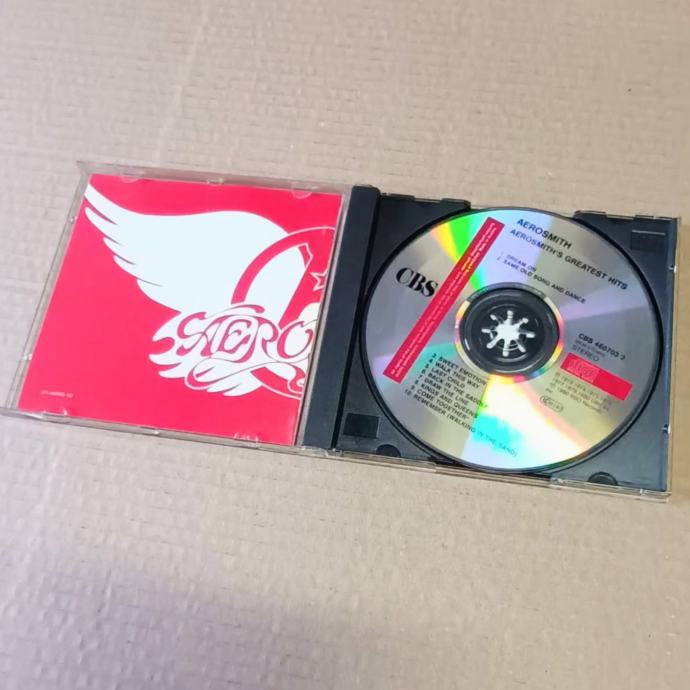 AERO
AEROSMITH
AEROSMITH'S GREATEST HITS
1. DREAM ON
2. SAME OLD SONG AND DANCE
CBS
CBS 460703 2
STEREO
3. SWEET EMOTION
4. WALK THIS WAY
5. LAST CHILD
6. BACK IN THE SADDLE
7. DRAW THE LINE
8. KINGS AND QUEENS
9. COME TOGETHER
10. REMEMBER (WALKING IN THE SAND)